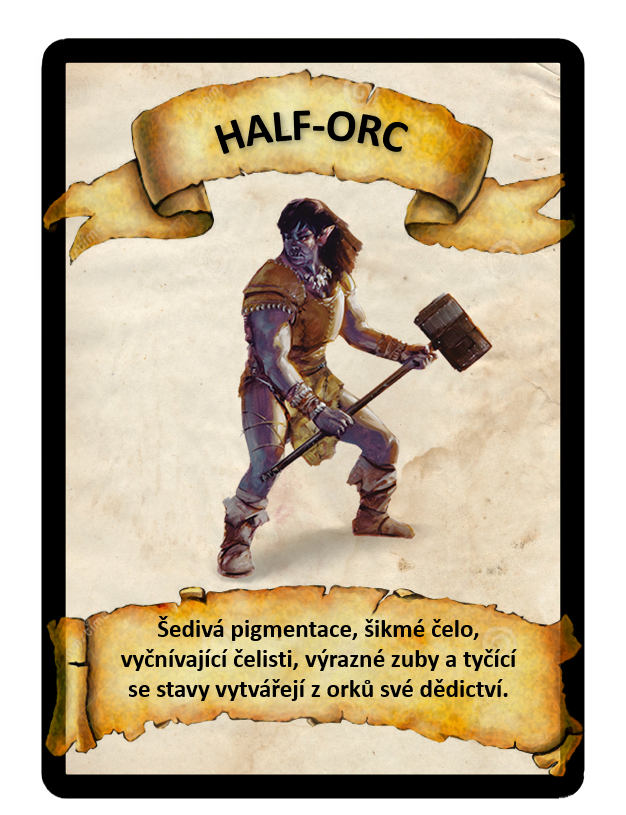 HALF-ORC
Šedivá pigmentace, šikmé čelo,
vyčnívající čelisti, výrazné zuby a tyčící
se stavy vytvářejí z orků své dědictví.